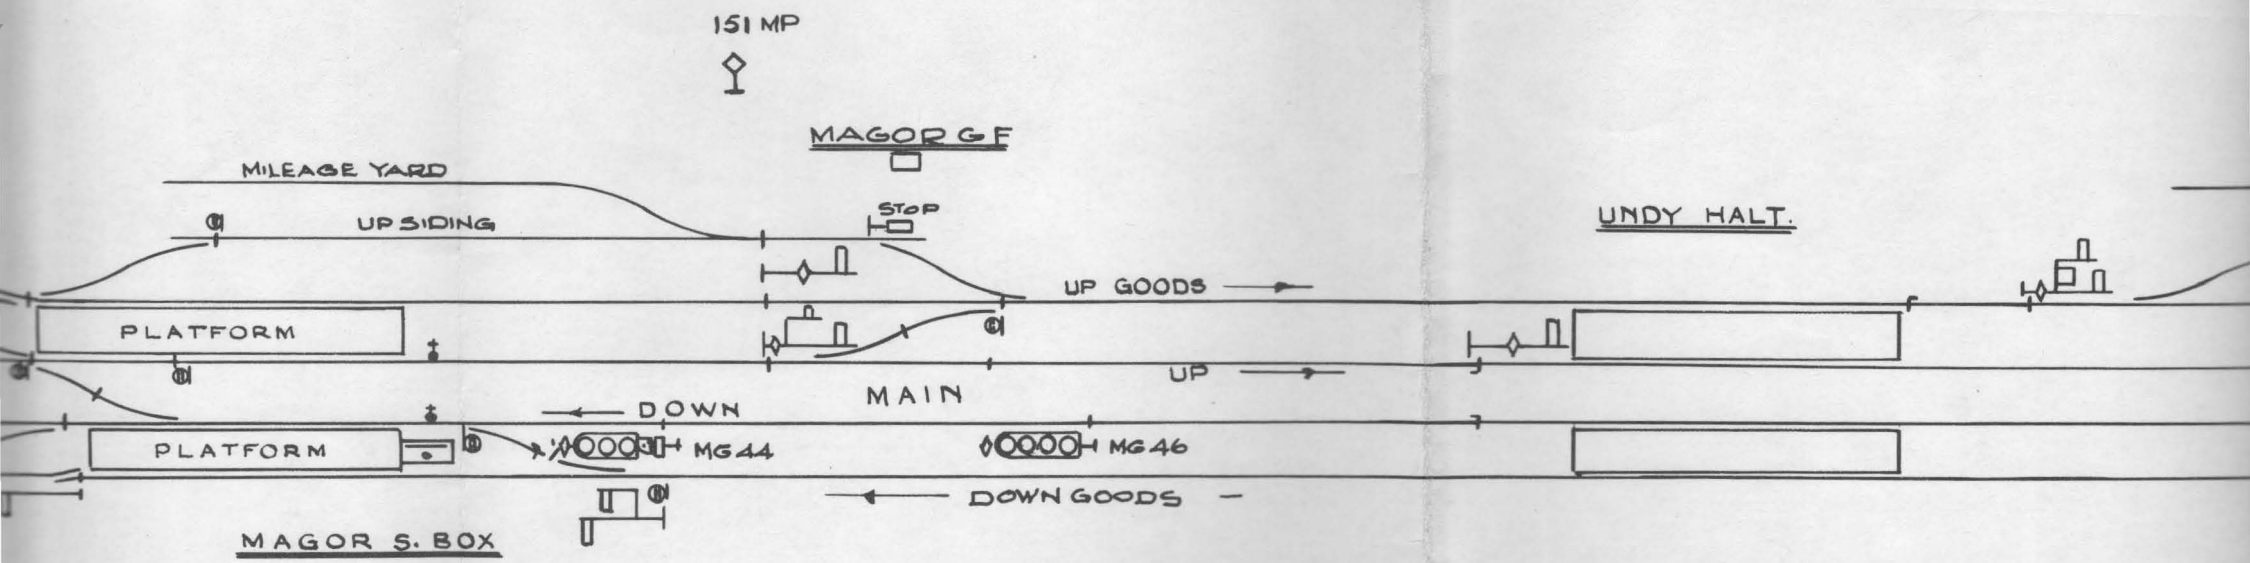 151 MP
MAGOR G F
MILEAGE YARD
STOP
UP SIDING
UNDY HALT.
UP GOODS
PLATFORM
UP
MAIN
DOWN
PLATFORM
MG44
MG46
DOWN GOODS
MAGOR S. BOX